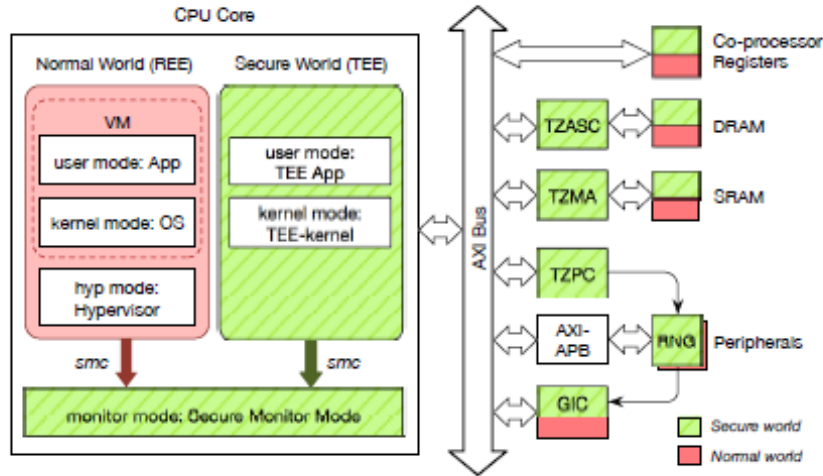 CPU Core
Normal World (REE)
Secure World (TEE)
VM
user mode: App
kernel mode: OS
hyp mode:
Hypervisor
user mode:
TEE App
kernel mode:
TEE-kernel
smc
smc
monitor mode: Secure Monitor Mode
AXI Bus
Co-processor
Registers
TZASC
DRAM
TZMA
SRAM
TZPC
AXI-
APB
RNG
Peripherals
GIC
Secure world
Normal world